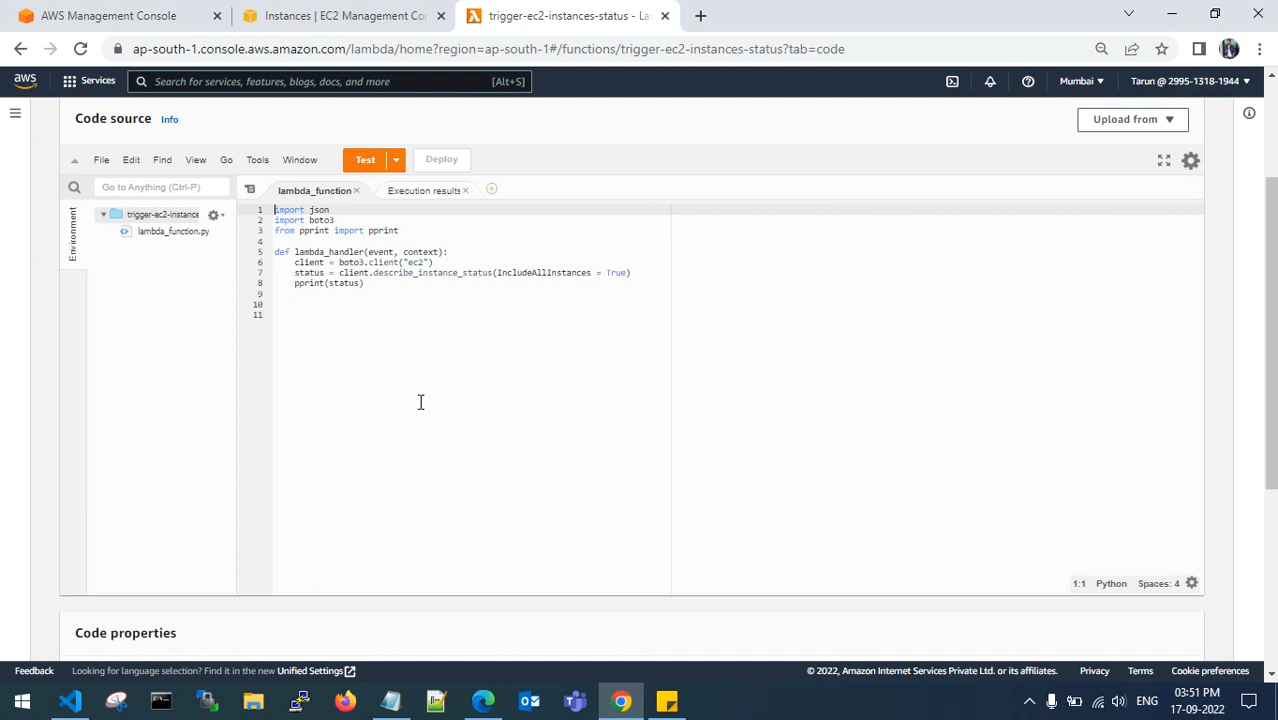 AWS Management Console
Instances | EC2 Management Con
trigger-ec2-instances-status - La
ap-south-1.console.aws.amazon.com/lambda/home?region=ap-south-1#/functions/trigger-ec2-instances-status?tab=code
aws
Services
Search for services, features, blogs, docs, and more
[Alt+S]
Mumbai
Tarun @ 2995-1318-1944
Code source
Info
Upload from
File Edit Find View Go Tools Window
Test
Deploy
Go to Anything (Ctrl-P)
lambda_function
Execution results
Environment
trigger-ec2-instance
lambda_function.py
1 import json
2 import boto3
3 from pprint import pprint
4
5 def lambda_handler(event, context):
6 client = boto3.client("ec2")
7 status = client.describe_instance_status(IncludeAllInstances = True)
8 pprint(status)
9
10
11
1:1 Python Spaces: 4
Code properties
Feedback
Looking for language selection? Find it in the new Unified Settings
© 2022, Amazon Internet Services Private Ltd. or its affiliates.
Privacy
Terms
Cookie preferences
ENG
03:51 PM
17-09-2022